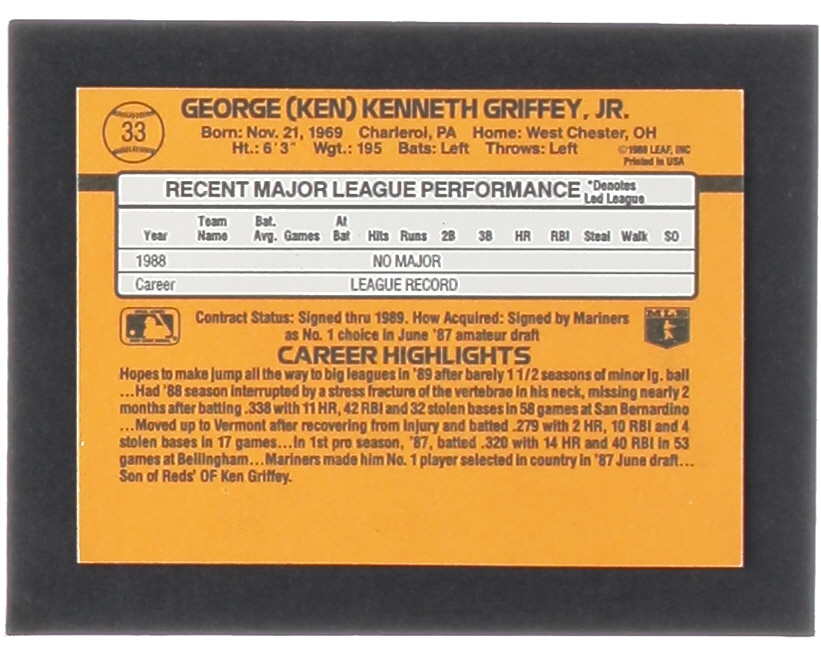 33
GEORGE (KEN) KENNETH GRIFFEY, JR.
Born: Nov. 21, 1969 Charleroi, PA Home: West Chester, OH
Ht.: 6'3" Wgt.: 195 Bats: Left Throws: Left
©1988 LEAF, INC
Printed in USA
RECENT MAJOR LEAGUE PERFORMANCE *Denotes Led League
Year Team Name Bat. Avg. Games At Bat Hits Runs 2B 3B HR RBI Steal Walk SO
1988 NO MAJOR
Career LEAGUE RECORD
Contract Status: Signed thru 1989. How Acquired: Signed by Mariners
as No. 1 choice in June '87 amateur draft
MLB
CAREER HIGHLIGHTS
Hopes to make jump all the way to big leagues in '89 after barely 1 1/2 seasons of minor lg. ball
...Had '88 season interrupted by a stress fracture of the vertebrae in his neck, missing nearly 2
months after batting .338 with 11 HR, 42 RBI and 32 stolen bases in 58 games at San Bernardino
...Moved up to Vermont after recovering from injury and batted .279 with 2 HR, 10 RBI and 4
stolen bases in 17 games...In 1st pro season, '87, batted .320 with 14 HR and 40 RBI in 53
games at Bellingham...Mariners made him No. 1 player selected in country in '87 June draft...
Son of Reds' OF Ken Griffey.